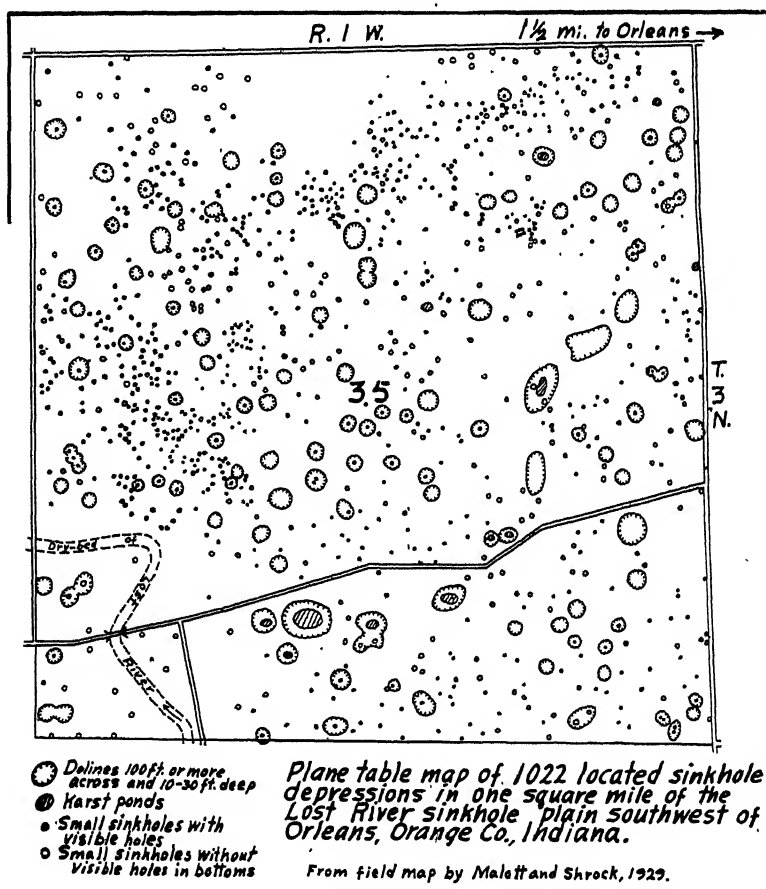 R. 1 W.
1½ mi. to Orleans →
35
T.
3
N.
Dry-bed of
Lost
River
Dolines 100ft. or more
across and 10-30 ft. deep
Karst ponds
Small sinkholes with
visible holes
Small sinkholes without
visible holes in bottoms
Plane table map of 1022 located sinkhole
depressions in one square mile of the
Lost River sinkhole plain southwest of
Orleans, Orange Co., Indiana.
From field map by Malott and Shrock, 1929.